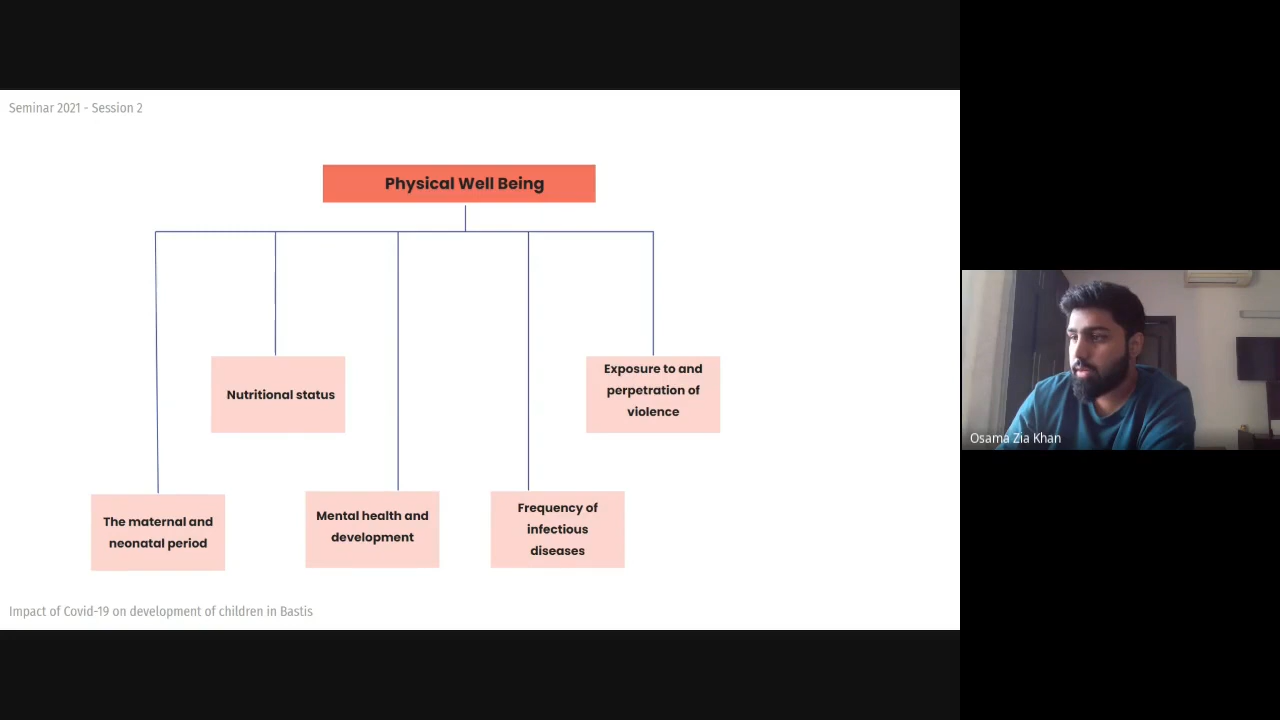 Seminar 2021 - Session 2
Physical Well Being
Nutritional status
Exposure to and
perpetration of
violence
The maternal and
neonatal period
Mental health and
development
Frequency of
infectious
diseases
Impact of Covid-19 on development of children in Bastis
Osama Zia Khan